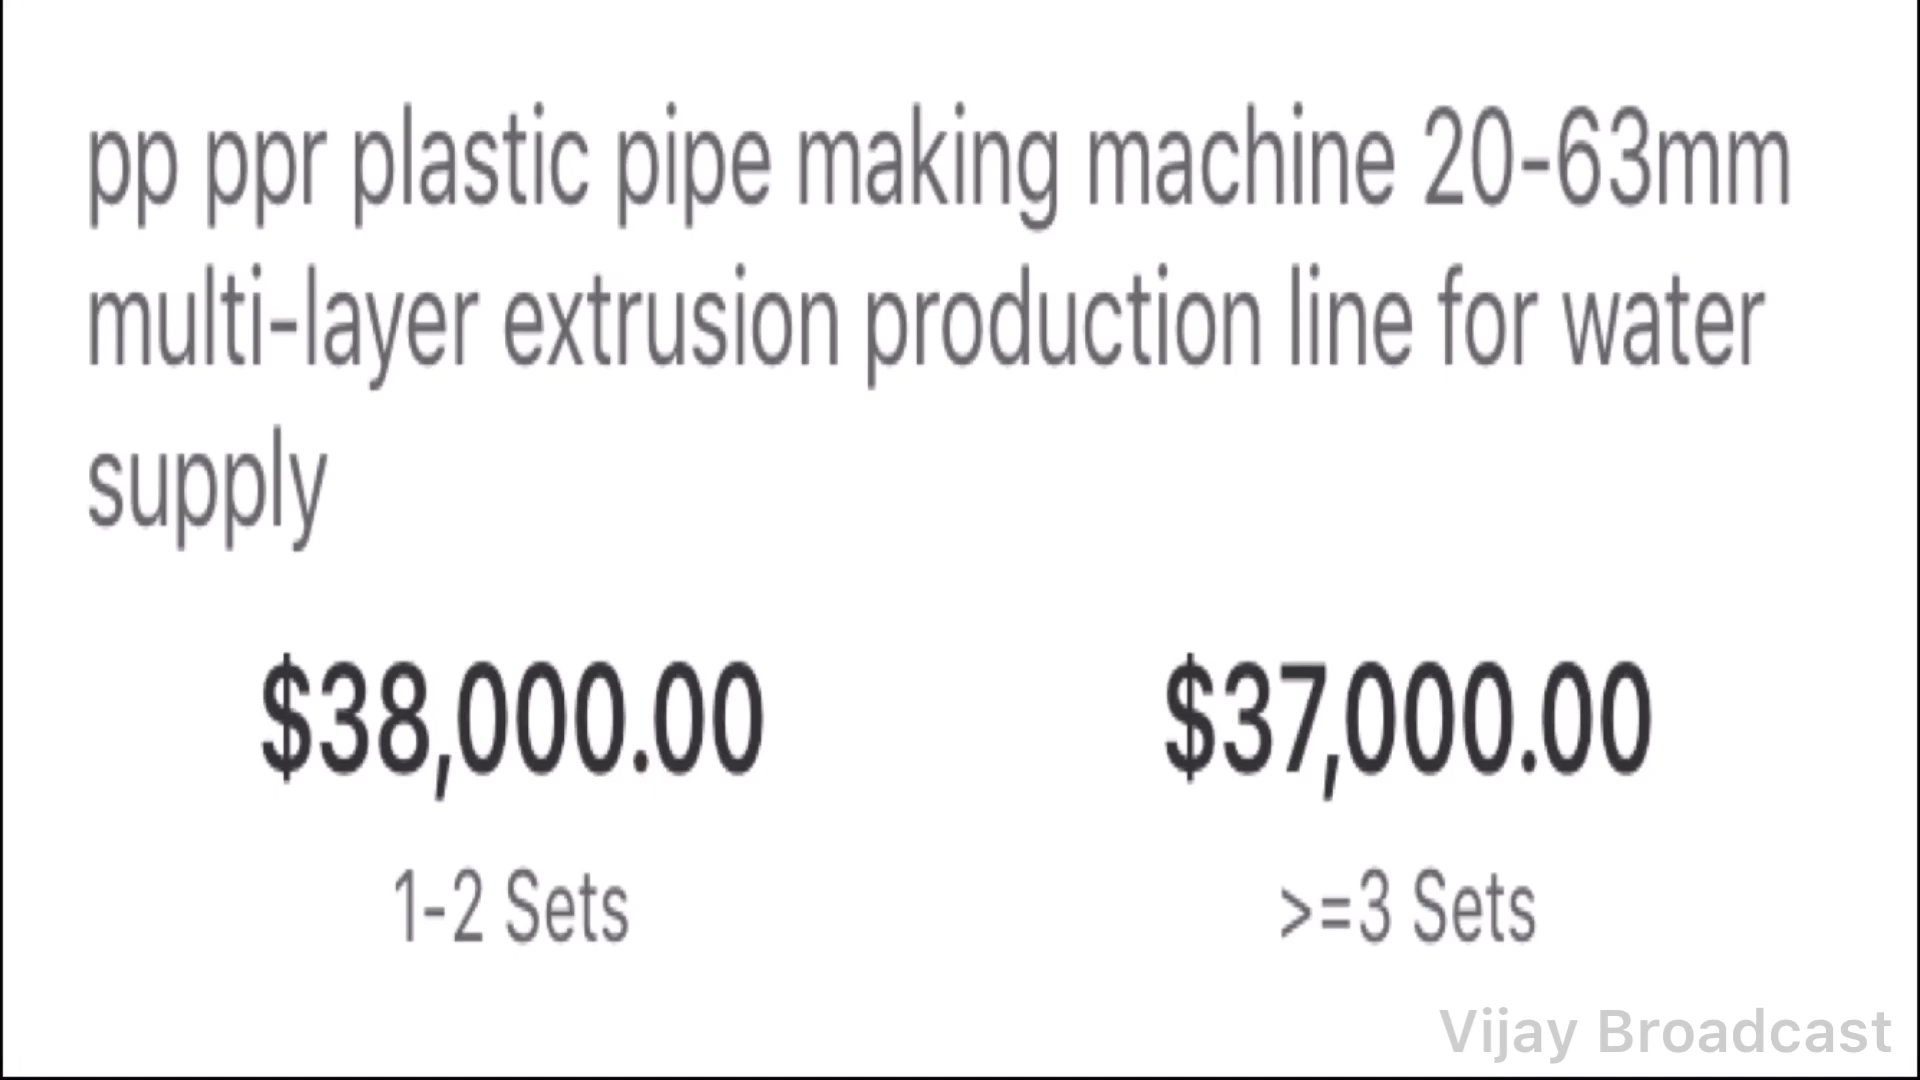 pp ppr plastic pipe making machine 20-63mm
multi-layer extrusion production line for water
supply
$38,000.00 $37,000.00
1-2 Sets >=3 Sets
Vijay Broadcast